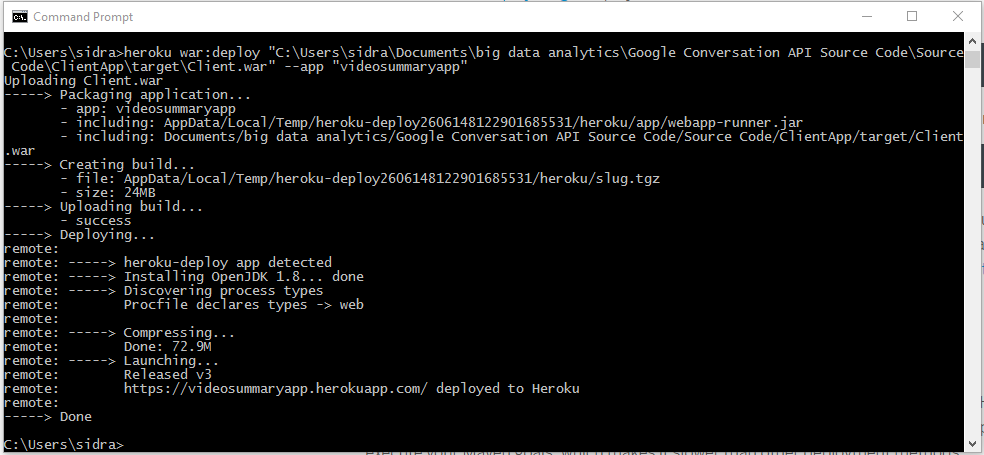 Command Prompt
C:\Users\sidra>heroku war:deploy "C:\Users\sidra\Documents\big data analytics\Google Conversation API Source Code\Source
 Code\ClientApp\target\Client.war" --app "videosummaryapp"
Uploading Client.war
-----> Packaging application...
       - app: videosummaryapp
       - including: AppData/Local/Temp/heroku-deploy2606148122901685531/heroku/app/webapp-runner.jar
       - including: Documents/big data analytics/Google Conversation API Source Code/Source Code/ClientApp/target/Client
.war
-----> Creating build...
       - file: AppData/Local/Temp/heroku-deploy2606148122901685531/heroku/slug.tgz
       - size: 24MB
-----> Uploading build...
       - success
-----> Deploying...
remote:
remote: -----> heroku-deploy app detected
remote: -----> Installing OpenJDK 1.8... done
remote: -----> Discovering process types
remote:        Procfile declares types -> web
remote:
remote: -----> Compressing...
remote:        Done: 72.9M
remote: -----> Launching...
remote:        Released v3
remote:        https://videosummaryapp.herokuapp.com/ deployed to Heroku
remote:
-----> Done
C:\Users\sidra>